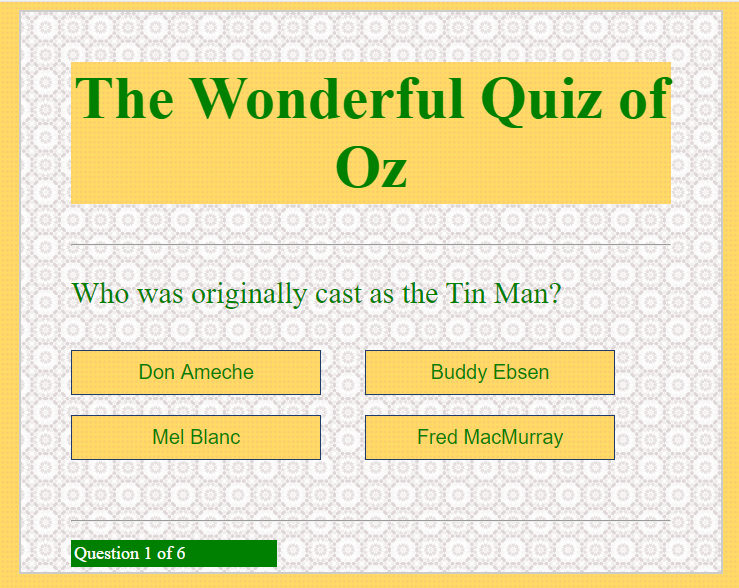 The Wonderful Quiz of
Oz
Who was originally cast as the Tin Man?
Don Ameche
Buddy Ebsen
Mel Blanc
Fred MacMurray
Question 1 of 6